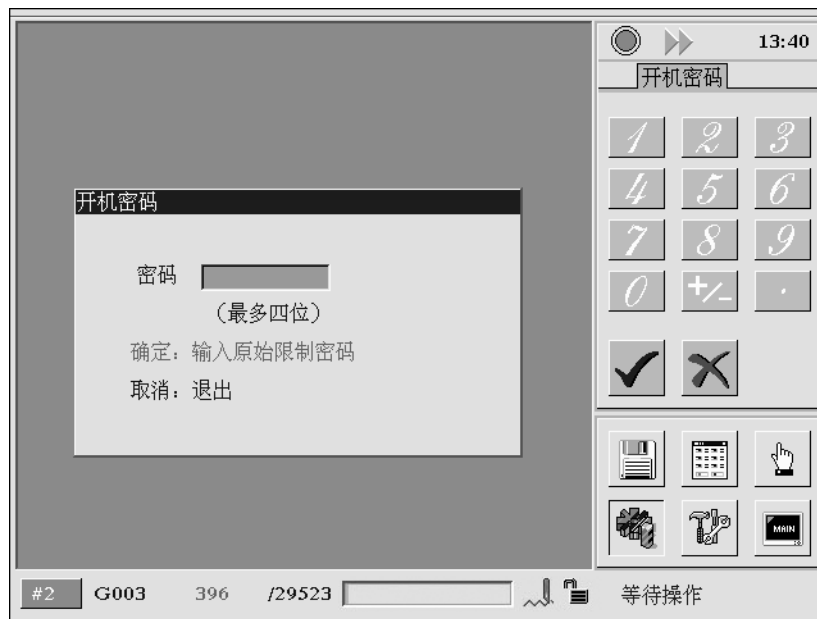 13:40
开机密码
1 2 3
4 5 6
7 8 9
0 +/- .
开机密码
密码
（最多四位）
确定：输入原始限制密码
取消：退出
MAIN
#2 G003 396 /29523 等待操作